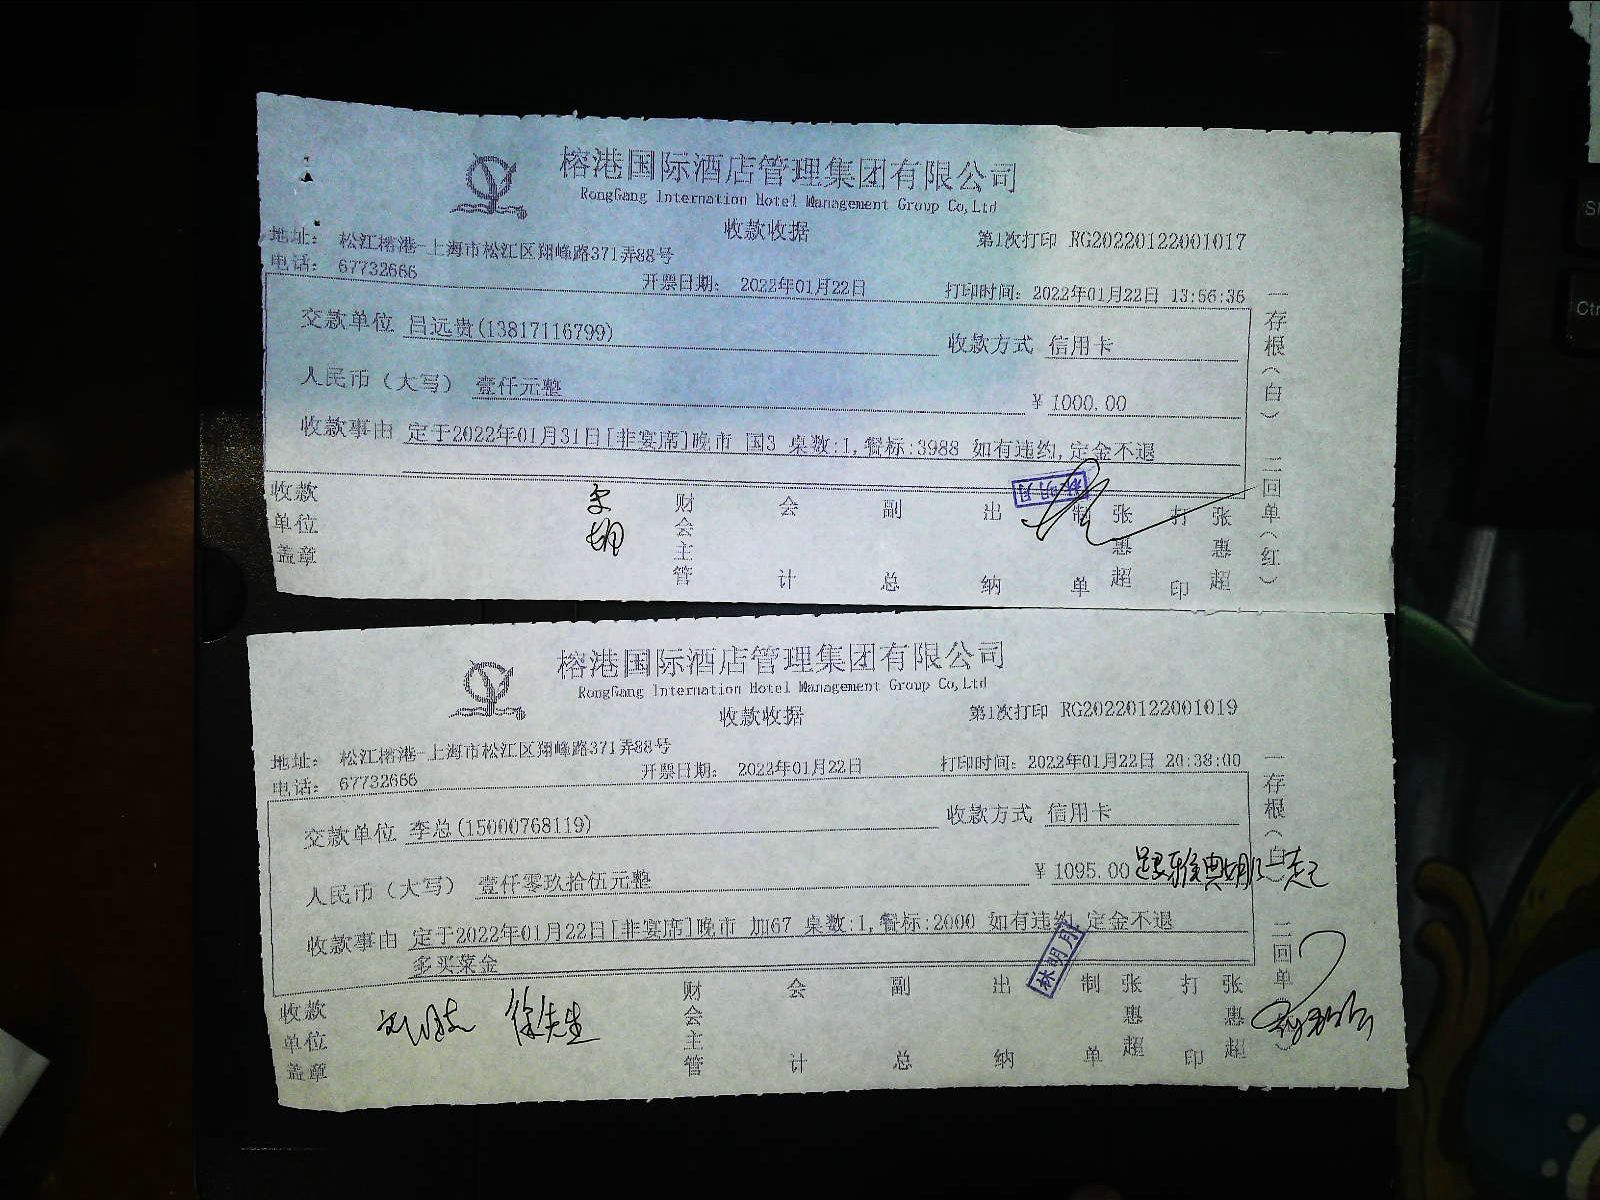 榕港国际酒店管理集团有限公司
RongGang Internation Hotel Management Group Co,Ltd
收款收据
第1次打印 RG20220122001017
地址： 松江榕港-上海市松江区翔峰路371弄88号
电话： 67732666
开票日期： 2022年01月22日
打印时间：2022年01月22日 13:56:36
交款单位 吕远贵(13817116799)
收款方式 信用卡
人民币（大写） 壹仟元整
￥ 1000.00
收款事由 定于2022年01月31日[非宴席]晚市 国3 桌数:1,餐标:3988 如有违约,定金不退
一存根（白） 二回单（红）
林明月
收款单位盖章 财会主管 会计 副总 出纳 制单 张惠超 打印 张惠超
榕港国际酒店管理集团有限公司
RongGang Internation Hotel Management Group Co,Ltd
收款收据
第1次打印 RG20220122001019
地址： 松江榕港-上海市松江区翔峰路371弄88号
电话： 67732666
开票日期： 2022年01月22日
打印时间：2022年01月22日 20:38:00
交款单位 李总(15000768119)
收款方式 信用卡
人民币（大写） 壹仟零玖拾伍元整
￥ 1095.00
收款事由 定于2022年01月22日[非宴席]晚市 加67 桌数:1,餐标:2000 如有违约,定金不退
多买菜金
一存根（白） 二回单
林明月
收款单位盖章 徐先生 财会主管 会计 副总 出纳 制单 张惠超 打印 张惠超